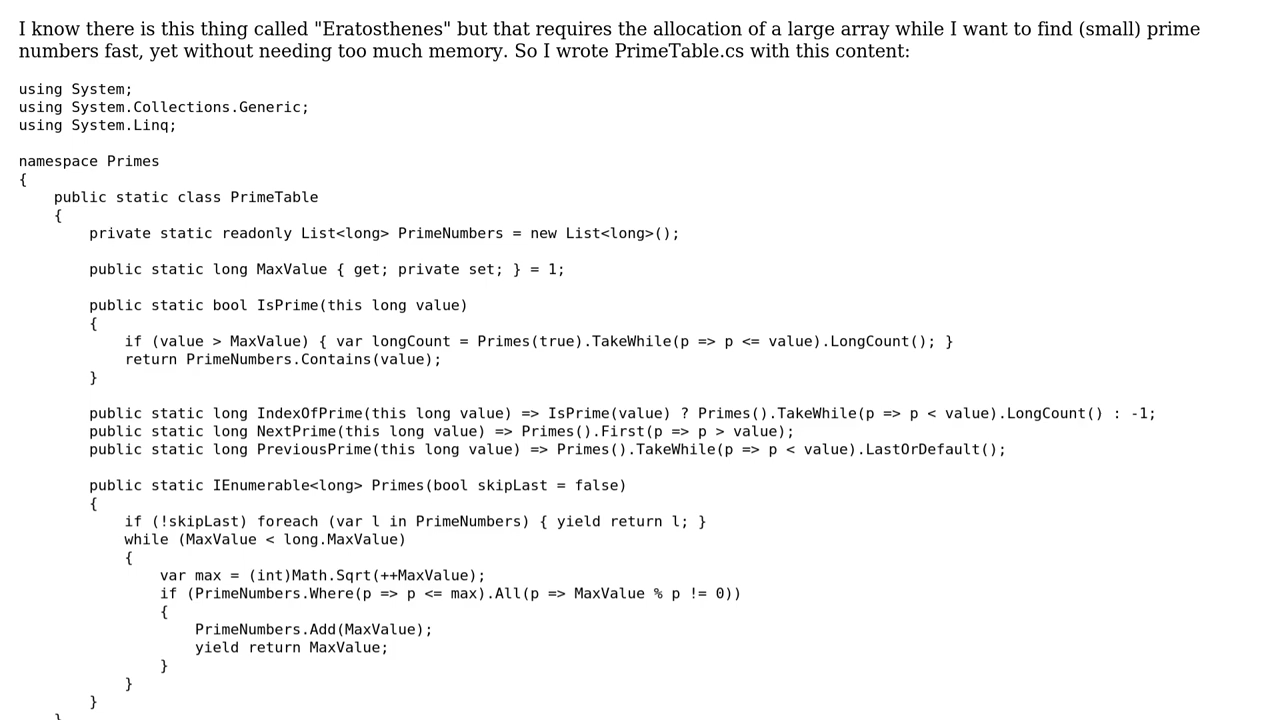 I know there is this thing called "Eratosthenes" but that requires the allocation of a large array while I want to find (small) prime
numbers fast, yet without needing too much memory. So I wrote PrimeTable.cs with this content:
using System;
using System.Collections.Generic;
using System.Linq;

namespace Primes
{
    public static class PrimeTable
    {
        private static readonly List<long> PrimeNumbers = new List<long>();

        public static long MaxValue { get; private set; } = 1;

        public static bool IsPrime(this long value)
        {
            if (value > MaxValue) { var longCount = Primes(true).TakeWhile(p => p <= value).LongCount(); }
            return PrimeNumbers.Contains(value);
        }

        public static long IndexOfPrime(this long value) => IsPrime(value) ? Primes().TakeWhile(p => p < value).LongCount() : -1;
        public static long NextPrime(this long value) => Primes().First(p => p > value);
        public static long PreviousPrime(this long value) => Primes().TakeWhile(p => p < value).LastOrDefault();

        public static IEnumerable<long> Primes(bool skipLast = false)
        {
            if (!skipLast) foreach (var l in PrimeNumbers) { yield return l; }
            while (MaxValue < long.MaxValue)
            {
                var max = (int)Math.Sqrt(++MaxValue);
                if (PrimeNumbers.Where(p => p <= max).All(p => MaxValue % p != 0))
                {
                    PrimeNumbers.Add(MaxValue);
                    yield return MaxValue;
                }
            }
        }
    }